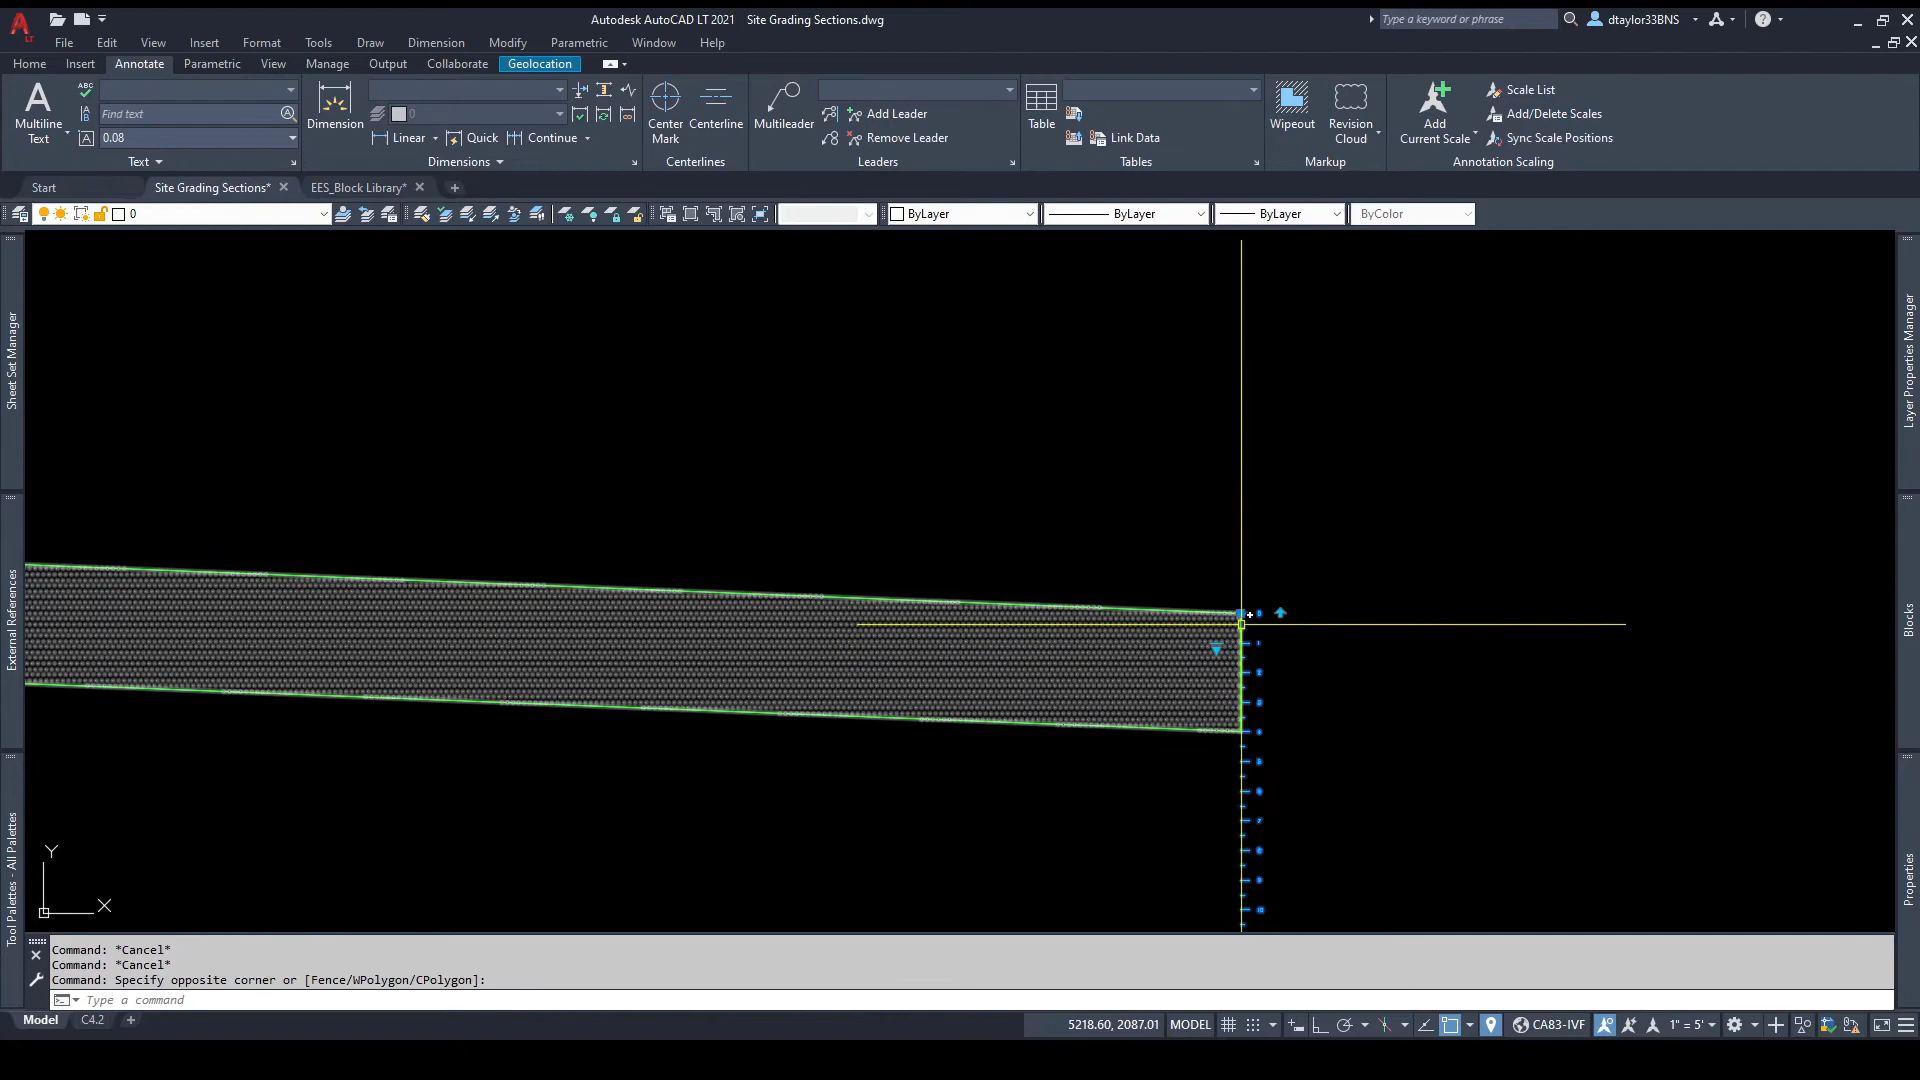 Autodesk AutoCAD LT 2021 Site Grading Sections.dwg
Type a keyword or phrase
dtaylor33BNS
LT
File Edit View Insert Format Tools Draw Dimension Modify Parametric Window Help
Home Insert Annotate Parametric View Manage Output Collaborate Geolocation
Multiline Text
ABC
Find text
0.08
Text
Dimension
0
Linear Quick Continue
Dimensions
Center Mark
Centerline
Centerlines
Multileader
Add Leader
Remove Leader
Leaders
Table
Link Data
Tables
Wipeout
Revision Cloud
Markup
Add Current Scale
Scale List
Add/Delete Scales
Sync Scale Positions
Annotation Scaling
Start Site Grading Sections* EES_Block Library*
0
ByLayer
ByLayer
ByLayer
ByColor
Sheet Set Manager
External References
Tool Palettes - All Palettes
Layer Properties Manager
Blocks
Properties
Y
X
Command: *Cancel*
Command: *Cancel*
Command: Specify opposite corner or [Fence/WPolygon/CPolygon]:
Type a command
Model C4.2
5218.60, 2087.01 MODEL CA83-IVF 1" = 5'